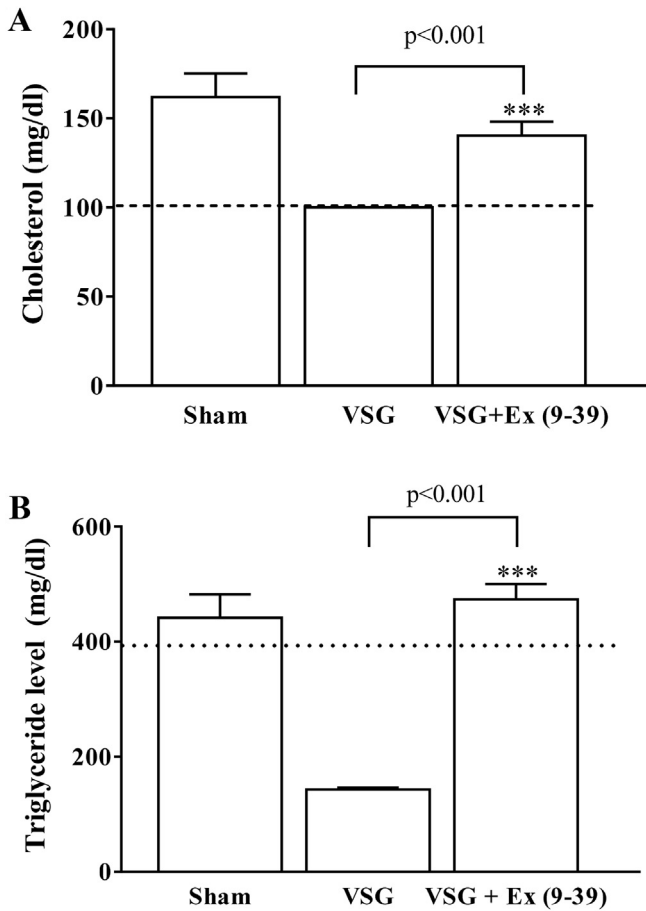 A
Cholesterol (mg/dl)
200
150
100
50
0
p<0.001
***
Sham VSG VSG+Ex (9-39)
B
Triglyceride level (mg/dl)
600
400
200
0
p<0.001
***
Sham VSG VSG + Ex (9-39)